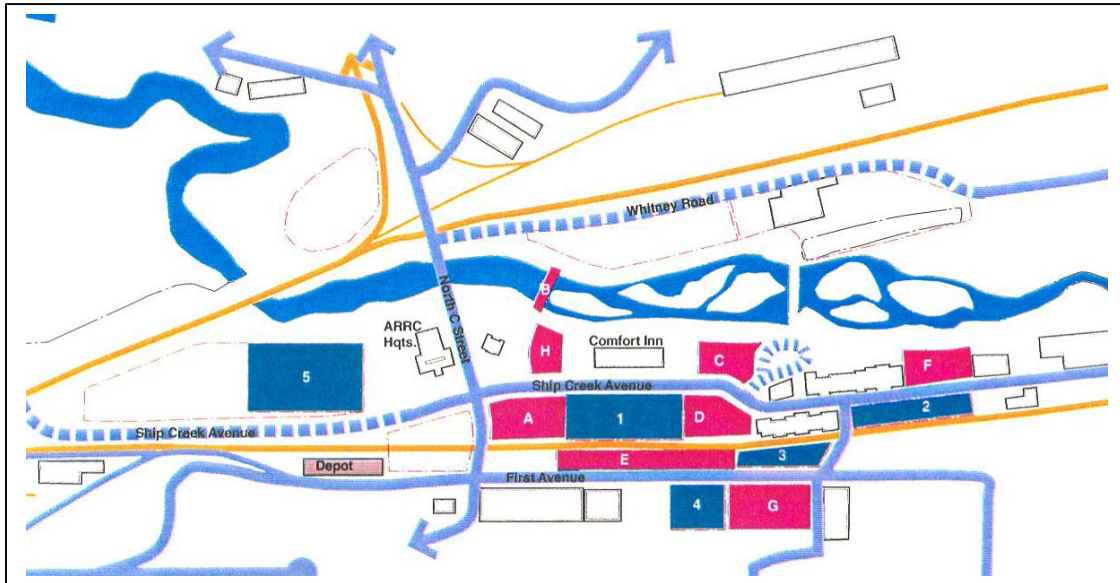 Whitney Road
North C Street
B
ARRC
Hqts.
H
Comfort Inn
C
F
5
Ship Creek Avenue
A
1
D
2
Ship Creek Avenue
E
3
Depot
First Avenue
4
G